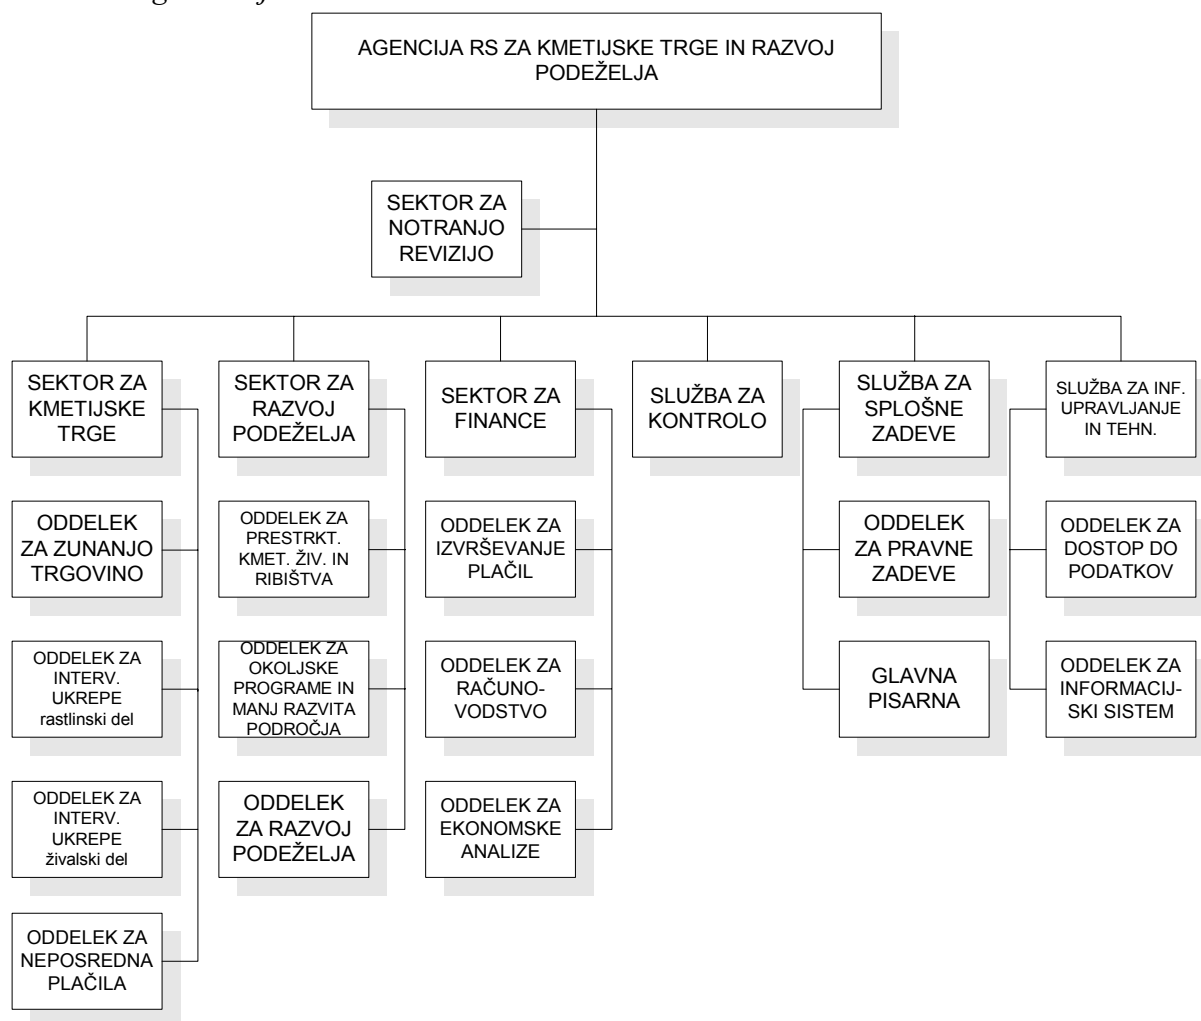 AGENCIJA RS ZA KMETIJSKE TRGE IN RAZVOJ
PODEŽELJA
SEKTOR ZA
NOTRANJO
REVIZIJO
SEKTOR ZA
KMETIJSKE
TRGE
SEKTOR ZA
RAZVOJ
PODEŽELJA
SEKTOR ZA
FINANCE
SLUŽBA ZA
KONTROLO
SLUŽBA ZA
SPLOŠNE
ZADEVE
SLUŽBA ZA INF.
UPRAVLJANJE
IN TEHN.
ODDELEK
ZA ZUNANJO
TRGOVINO
ODDELEK ZA
PRESTRKT.
KMET. ŽIV. IN
RIBIŠTVA
ODDELEK ZA
IZVRŠEVANJE
PLAČIL
ODDELEK
ZA PRAVNE
ZADEVE
ODDELEK ZA
DOSTOP DO
PODATKOV
ODDELEK ZA
INTERV.
UKREPE
rastlinski del
ODDELEK ZA
OKOLJSKE
PROGRAME IN
MANJ RAZVITA
PODROČJA
ODDELEK ZA
RAČUNO-
VODSTVO
GLAVNA
PISARNA
ODDELEK ZA
INFORMACIJ-
SKI SISTEM
ODDELEK ZA
INTERV.
UKREPE
živalski del
ODDELEK
ZA RAZVOJ
PODEŽELJA
ODDELEK ZA
EKONOMSKE
ANALIZE
ODDELEK ZA
NEPOSREDNA
PLAČILA